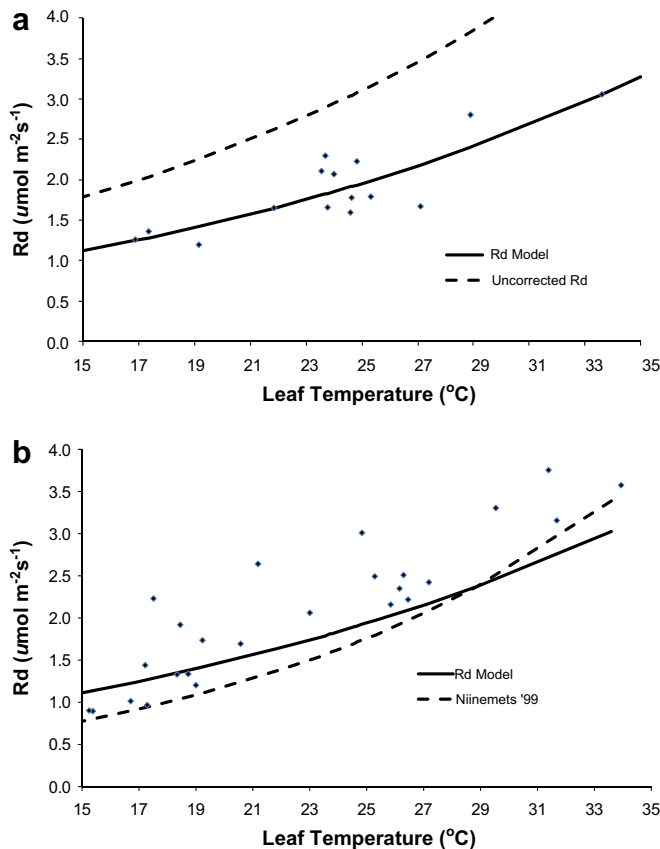 a
4.0
3.5
3.0
2.5
2.0
1.5
1.0
0.5
0.0
Rd (umol m-2s-1)
Rd Model
Uncorrected Rd
15 17 19 21 23 25 27 29 31 33 35
Leaf Temperature (oC)
b
4.0
3.5
3.0
2.5
2.0
1.5
1.0
0.5
0.0
Rd (umol m-2s-1)
Rd Model
Niinemets '99
15 17 19 21 23 25 27 29 31 33 35
Leaf Temperature (oC)